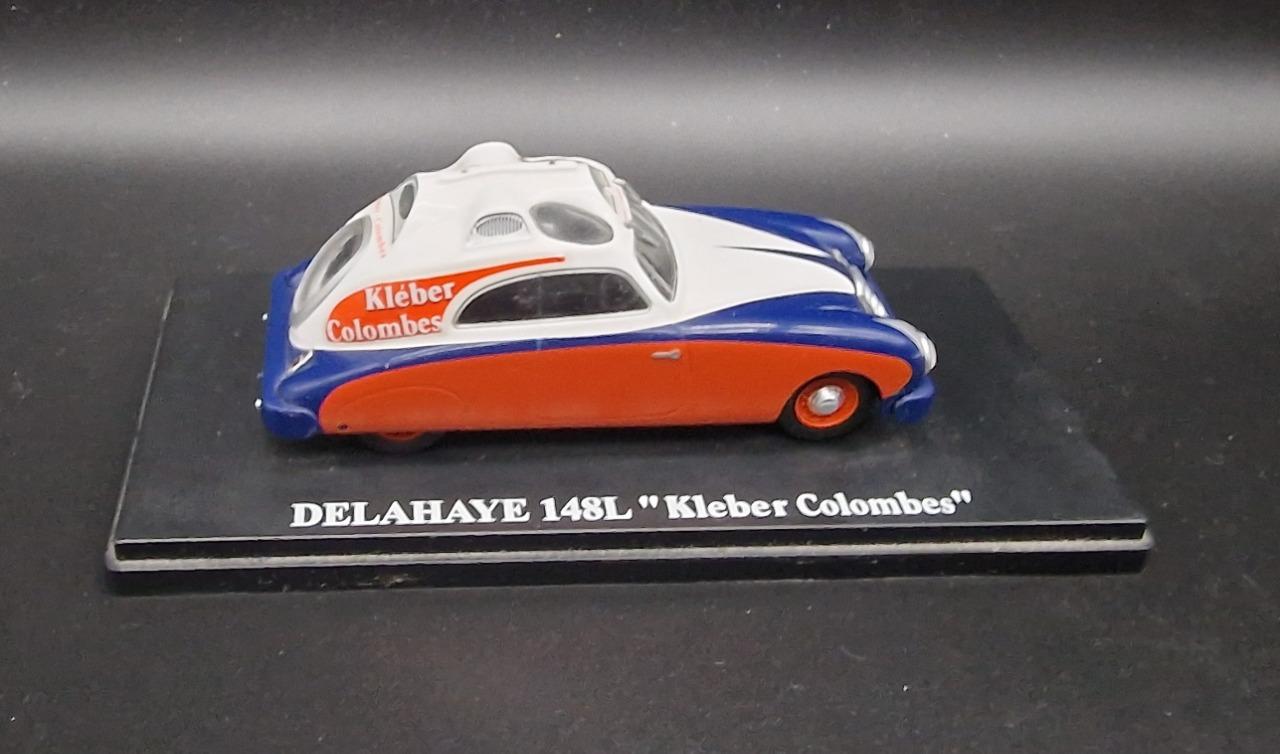 Kléber
Colombes
DELAHAYE 148L "Kleber Colombes"